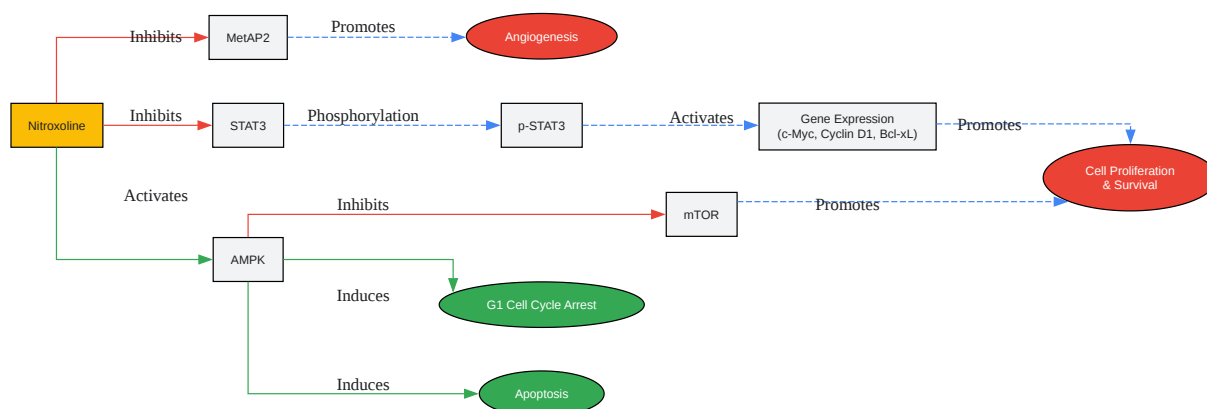 Inhibits
MetAP2
Promotes
Angiogenesis
Nitroxoline
Inhibits
STAT3
Phosphorylation
p-STAT3
Activates
Gene Expression
(c-Myc, Cyclin D1, Bcl-xL)
Promotes
Cell Proliferation
& Survival
Activates
Inhibits
mTOR
Promotes
AMPK
Induces
G1 Cell Cycle Arrest
Induces
Apoptosis